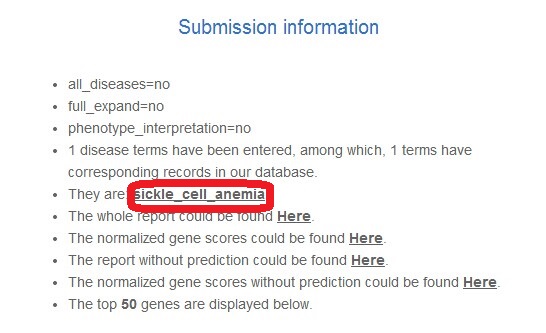 Submission information
all_diseases=no
full_expand=no
phenotype_interpretation=no
1 disease terms have been entered, among which, 1 terms have
corresponding records in our database.
They are sickle_cell_anemia
The whole report could be found Here.
The normalized gene scores could be found Here.
The report without prediction could be found Here.
The normalized gene scores without prediction could be found Here.
The top 50 genes are displayed below.